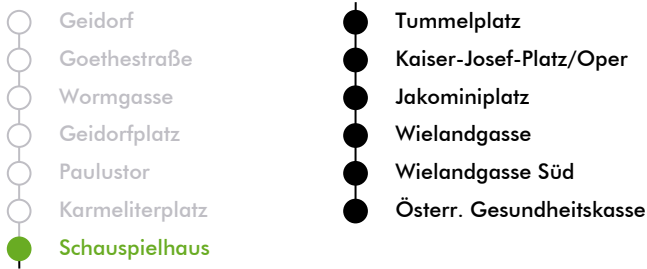 Geidorf
Goethestraße
Wormgasse
Geidorfplatz
Paulustor
Karmeliterplatz
Schauspielhaus
Tummelplatz
Kaiser-Josef-Platz/Oper
Jakominiplatz
Wielandgasse
Wielandgasse Süd
Österr. Gesundheitskasse